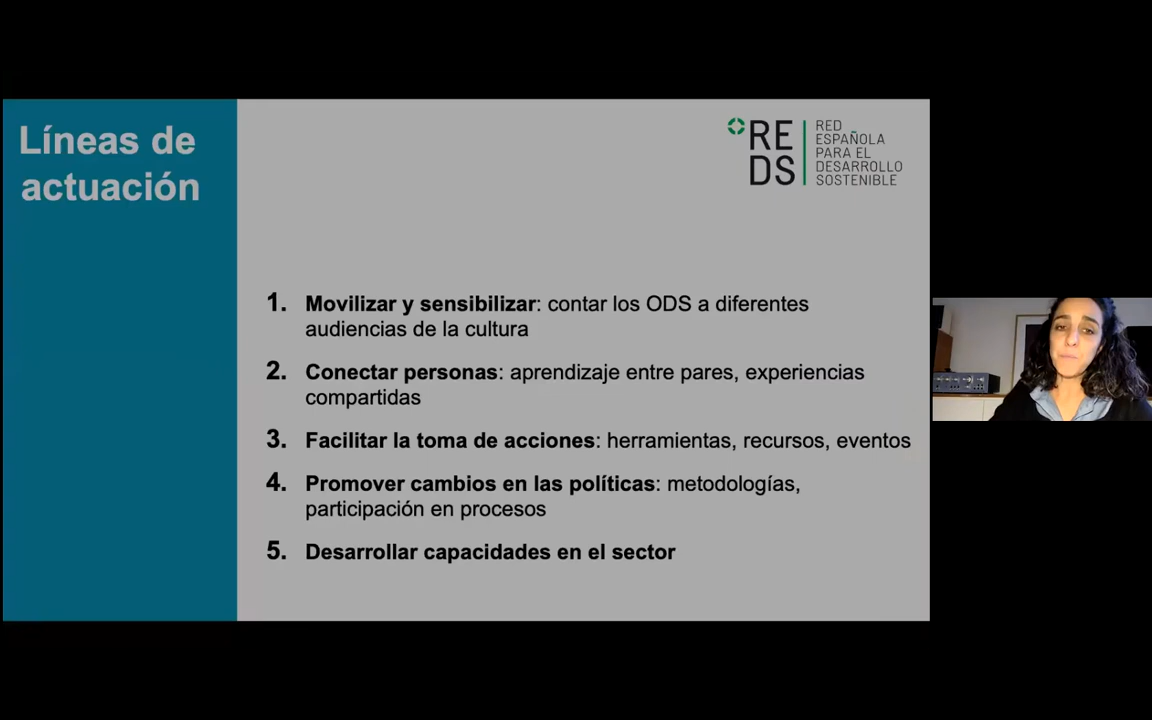 Líneas de
actuación
REDS
RED
ESPAÑOLA
PARA EL
DESARROLLO
SOSTENIBLE
1. Movilizar y sensibilizar: contar los ODS a diferentes
audiencias de la cultura
2. Conectar personas: aprendizaje entre pares, experiencias
compartidas
3. Facilitar la toma de acciones: herramientas, recursos, eventos
4. Promover cambios en las políticas: metodologías,
participación en procesos
5. Desarrollar capacidades en el sector